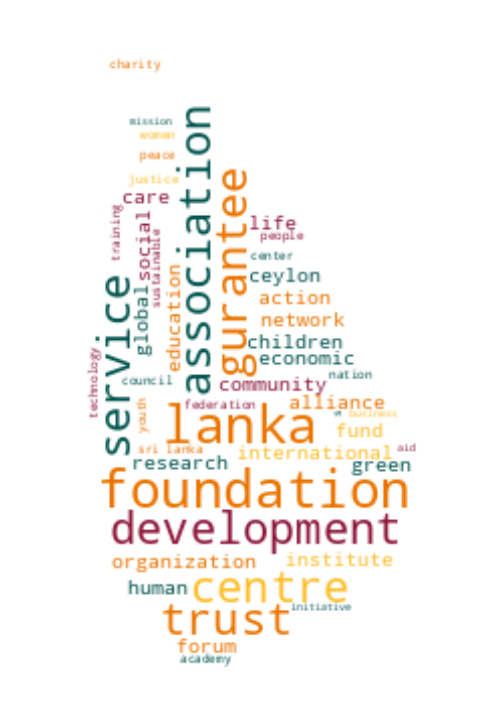 charity
mission
women
peace
justice
care
training
social
sustainable
association
gurantee
life
people
center
ceylon
service
global
education
action
network
children
economic
technology
council
community
nation
youth
federation
alliance
business
lanka
fund
sri lanka
international
aid
research
green
foundation
development
organization
institute
human
centre
initiative
trust
forum
academy